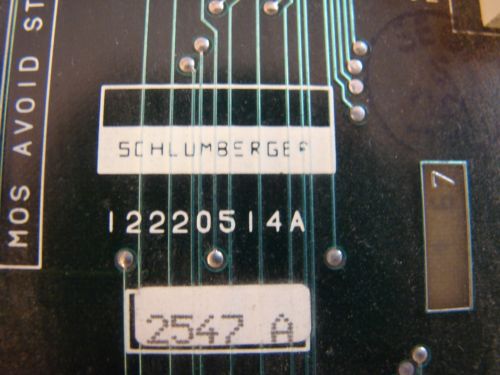 MOS AVOID ST
SCHLUMBERGER
12220514A
2547 A
7